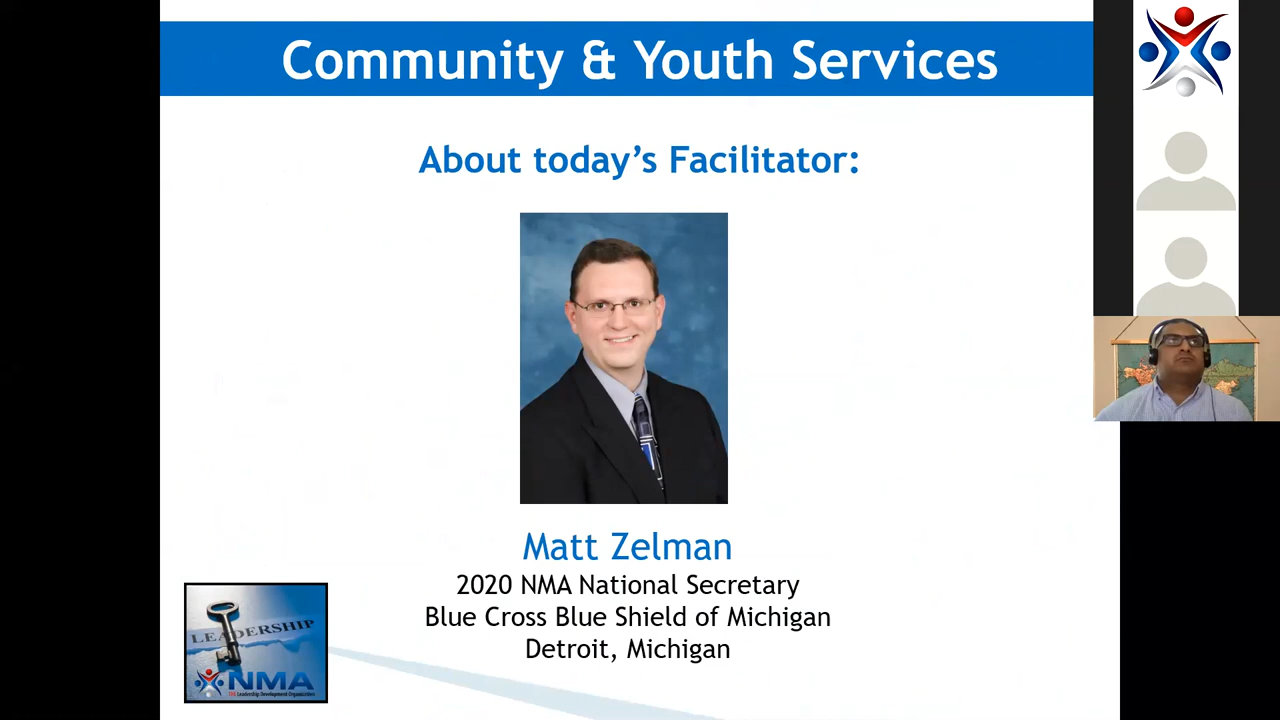 Community & Youth Services
About today's Facilitator:
Matt Zelman
2020 NMA National Secretary
Blue Cross Blue Shield of Michigan
Detroit, Michigan
LEADERSHIP
NMA
THE Leadership Development Organization